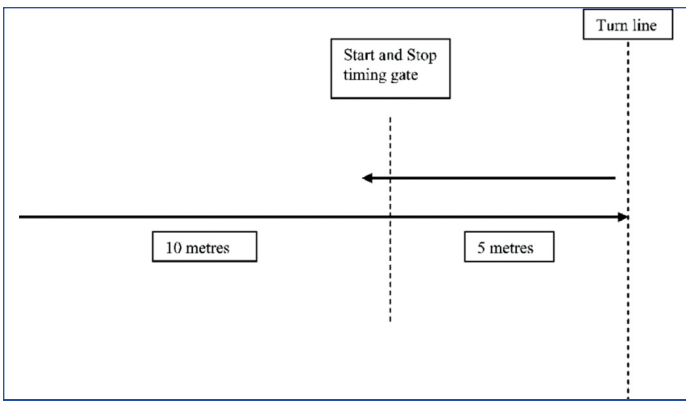 Turn line
Start and Stop
timing gate
10 metres
5 metres